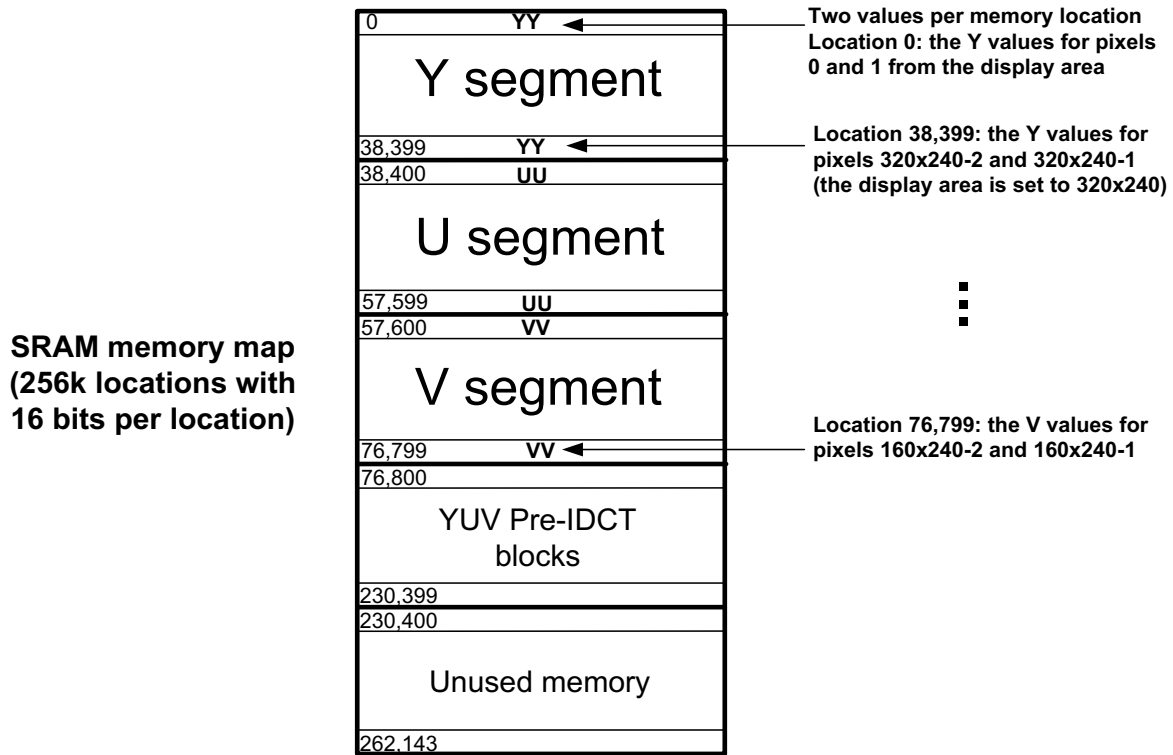 0 YY
Two values per memory location
Location 0: the Y values for pixels
0 and 1 from the display area
Y segment
38,399 YY
Location 38,399: the Y values for
pixels 320x240-2 and 320x240-1
(the display area is set to 320x240)
38,400 UU
U segment
57,599 UU
57,600 VV
SRAM memory map
(256k locations with
16 bits per location)
V segment
76,799 VV
Location 76,799: the V values for
pixels 160x240-2 and 160x240-1
76,800
YUV Pre-IDCT
blocks
230,399
230,400
Unused memory
262,143